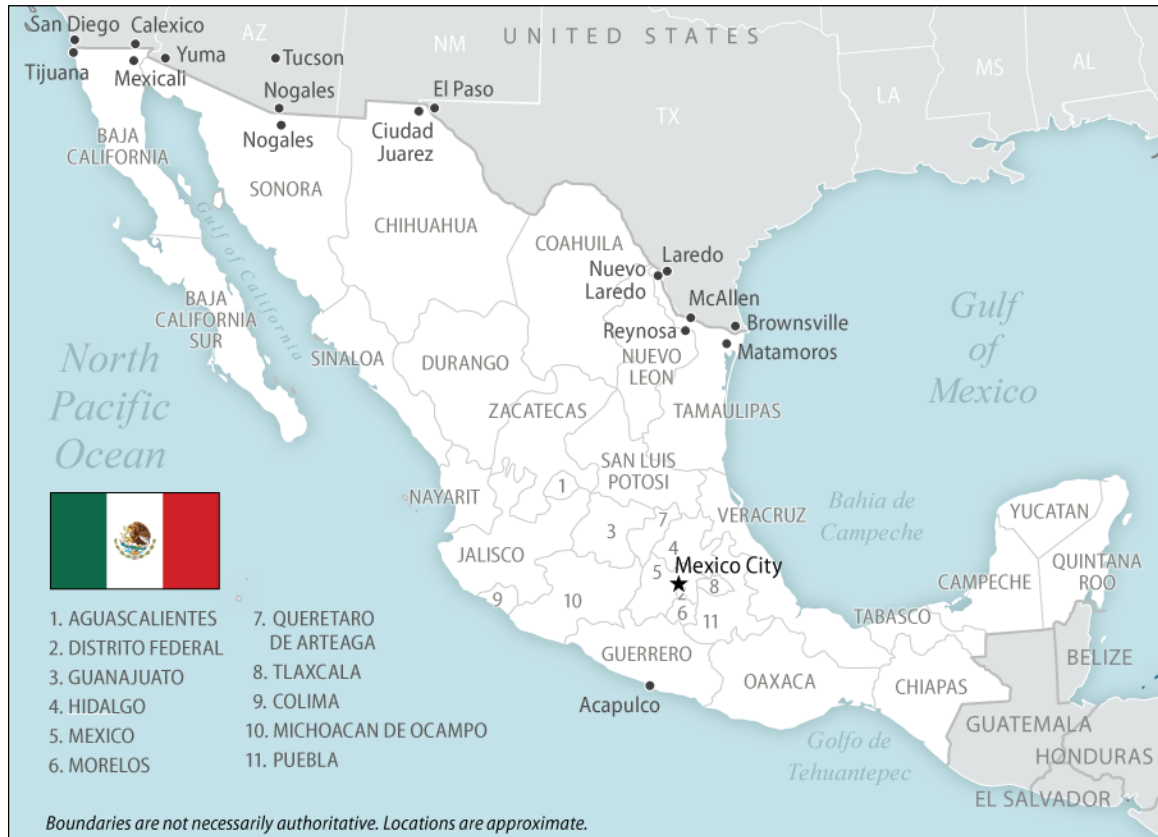 San Diego
Calexico
AZ
NM
UNITED STATES
MS
AL
Tijuana
Mexicali
Yuma
Tucson
LA
TX
Nogales
El Paso
Nogales
Ciudad
Juarez
BAJA
CALIFORNIA
SONORA
CHIHUAHUA
Gulf of California
COAHUILA
Laredo
Nuevo
Laredo
McAllen
Brownsville
Reynosa
Matamoros
Gulf
of
Mexico
BAJA
CALIFORNIA
SUR
North
Pacific
Ocean
SINALOA
DURANGO
NUEVO
LEON
ZACATECAS
TAMAULIPAS
SAN LUIS
POTOSI
NAYARIT
1
VERACRUZ
Bahia de
Campeche
YUCATAN
JALISCO
3
7
4
Mexico City
5
8
2
6
11
9
10
CAMPECHE
QUINTANA
ROO
TABASCO
BELIZE
GUERRERO
OAXACA
CHIAPAS
Acapulco
GUATEMALA
Golfo de
Tehuantepec
HONDURAS
EL SALVADOR
1. AGUASCALIENTES
2. DISTRITO FEDERAL
3. GUANAJUATO
4. HIDALGO
5. MEXICO
6. MORELOS
7. QUERETARO
DE ARTEAGA
8. TLAXCALA
9. COLIMA
10. MICHOACAN DE OCAMPO
11. PUEBLA
Boundaries are not necessarily authoritative. Locations are approximate.